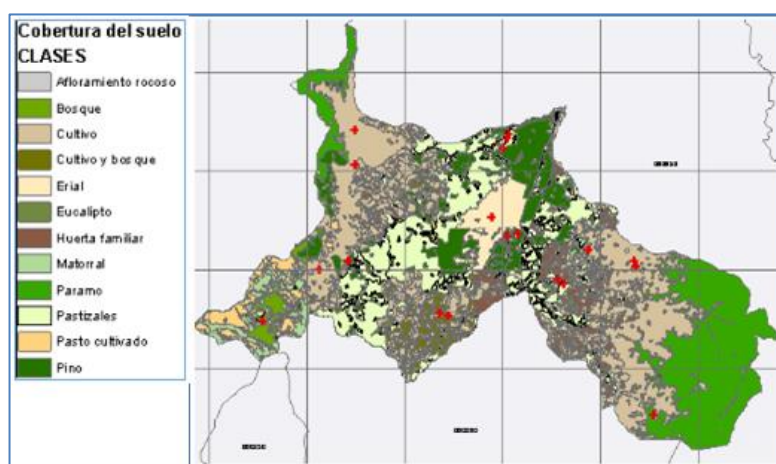 Cobertura del suelo
CLASES
Afloramiento rocoso
Bosque
Cultivo
Cultivo y bosque
Erial
Eucalipto
Huerta familiar
Matorral
Paramo
Pastizales
Pasto cultivado
Pino